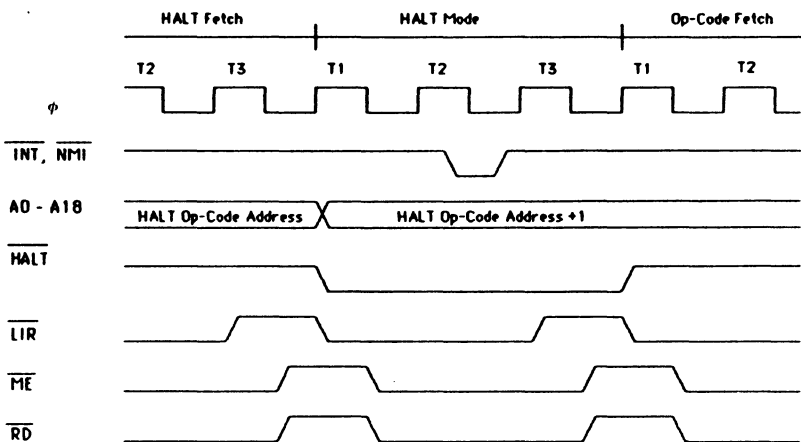 HALT Fetch HALT Mode Op-Code Fetch
T2 T3 T1 T2 T3 T1 T2
ϕ
INT, NMI
A0 - A18 HALT Op-Code Address HALT Op-Code Address +1
HALT
LIR
ME
RD